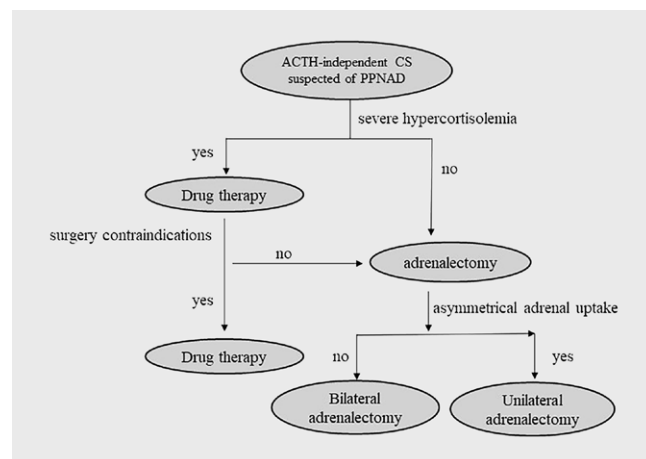 ACTH-independent CS
suspected of PPNAD
severe hypercortisolemia
yes
no
Drug therapy
surgery contraindications
no
adrenalectomy
yes
asymmetrical adrenal uptake
Drug therapy
no
yes
Bilateral
adrenalectomy
Unilateral
adrenalectomy